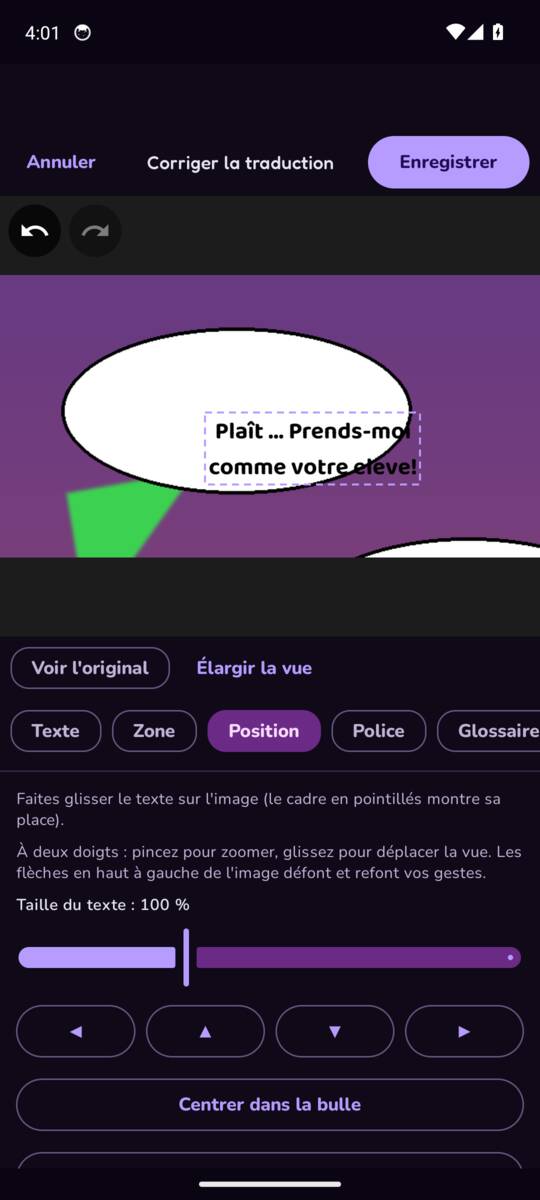 4:01
Annuler
Corriger la traduction
Enregistrer
Plaît ... Prends-moi
comme votre élève!
Voir l'original
Élargir la vue
Texte
Zone
Position
Police
Glossaire
Faites glisser le texte sur l'image (le cadre en pointillés montre sa
place).
À deux doigts : pincez pour zoomer, glissez pour déplacer la vue. Les
flèches en haut à gauche de l'image défont et refont vos gestes.
Taille du texte : 100 %
Centrer dans la bulle